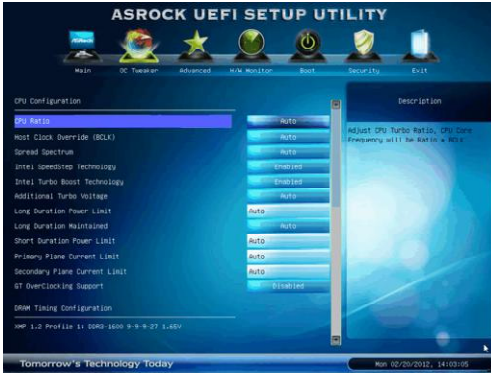 ASROCK UEFI SETUP UTILITY
ASRock
Main OC Tweaker Advanced H/W Monitor Boot Security Exit
CPU Configuration
Description
CPU Ratio Auto
Adjust CPU Turbo Ratio, CPU Core
Frequency will be Ratio x BCLK
Host Clock Override (BCLK) Auto
Spread Spectrum Auto
Intel SpeedStep Technology Enabled
Intel Turbo Boost Technology Enabled
Additional Turbo Voltage Auto
Long Duration Power Limit Auto
Long Duration Maintained Auto
Short Duration Power Limit Auto
Primary Plane Current Limit Auto
Secondary Plane Current Limit Auto
GT OverClocking Support Disabled
DRAM Timing Configuration
XMP 1.2 Profile 1: DDR3-1600 9-9-9-27 1.65V
Tomorrow's Technology Today
Mon 02/20/2012, 14:03:05